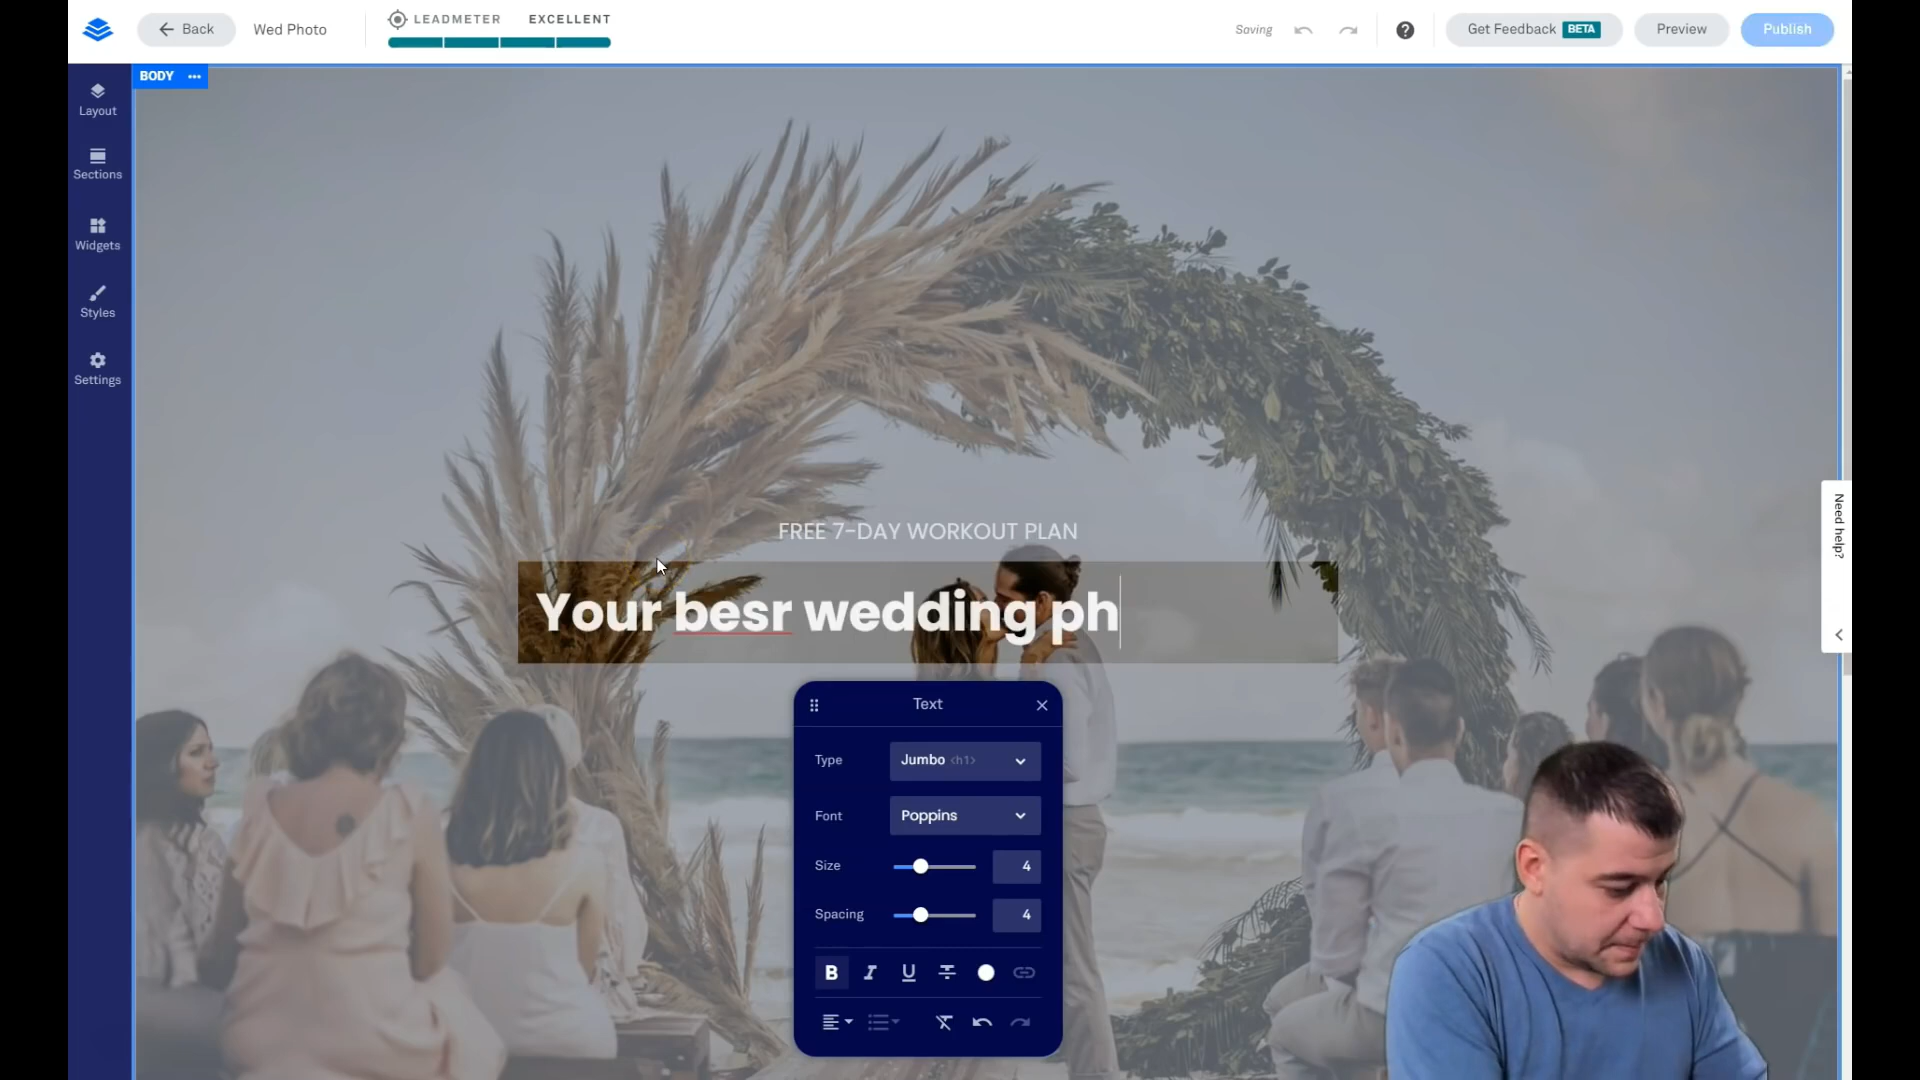 Back
Wed Photo
LEADMETER EXCELLENT
Saving
?
Get Feedback BETA
Preview
Publish
BODY
Layout
Sections
Widgets
Styles
Settings
FREE 7-DAY WORKOUT PLAN
Your besr wedding ph
Need help?
Text
Type Jumbo <h1>
Font Poppins
Size 4
Spacing 4
B I U T